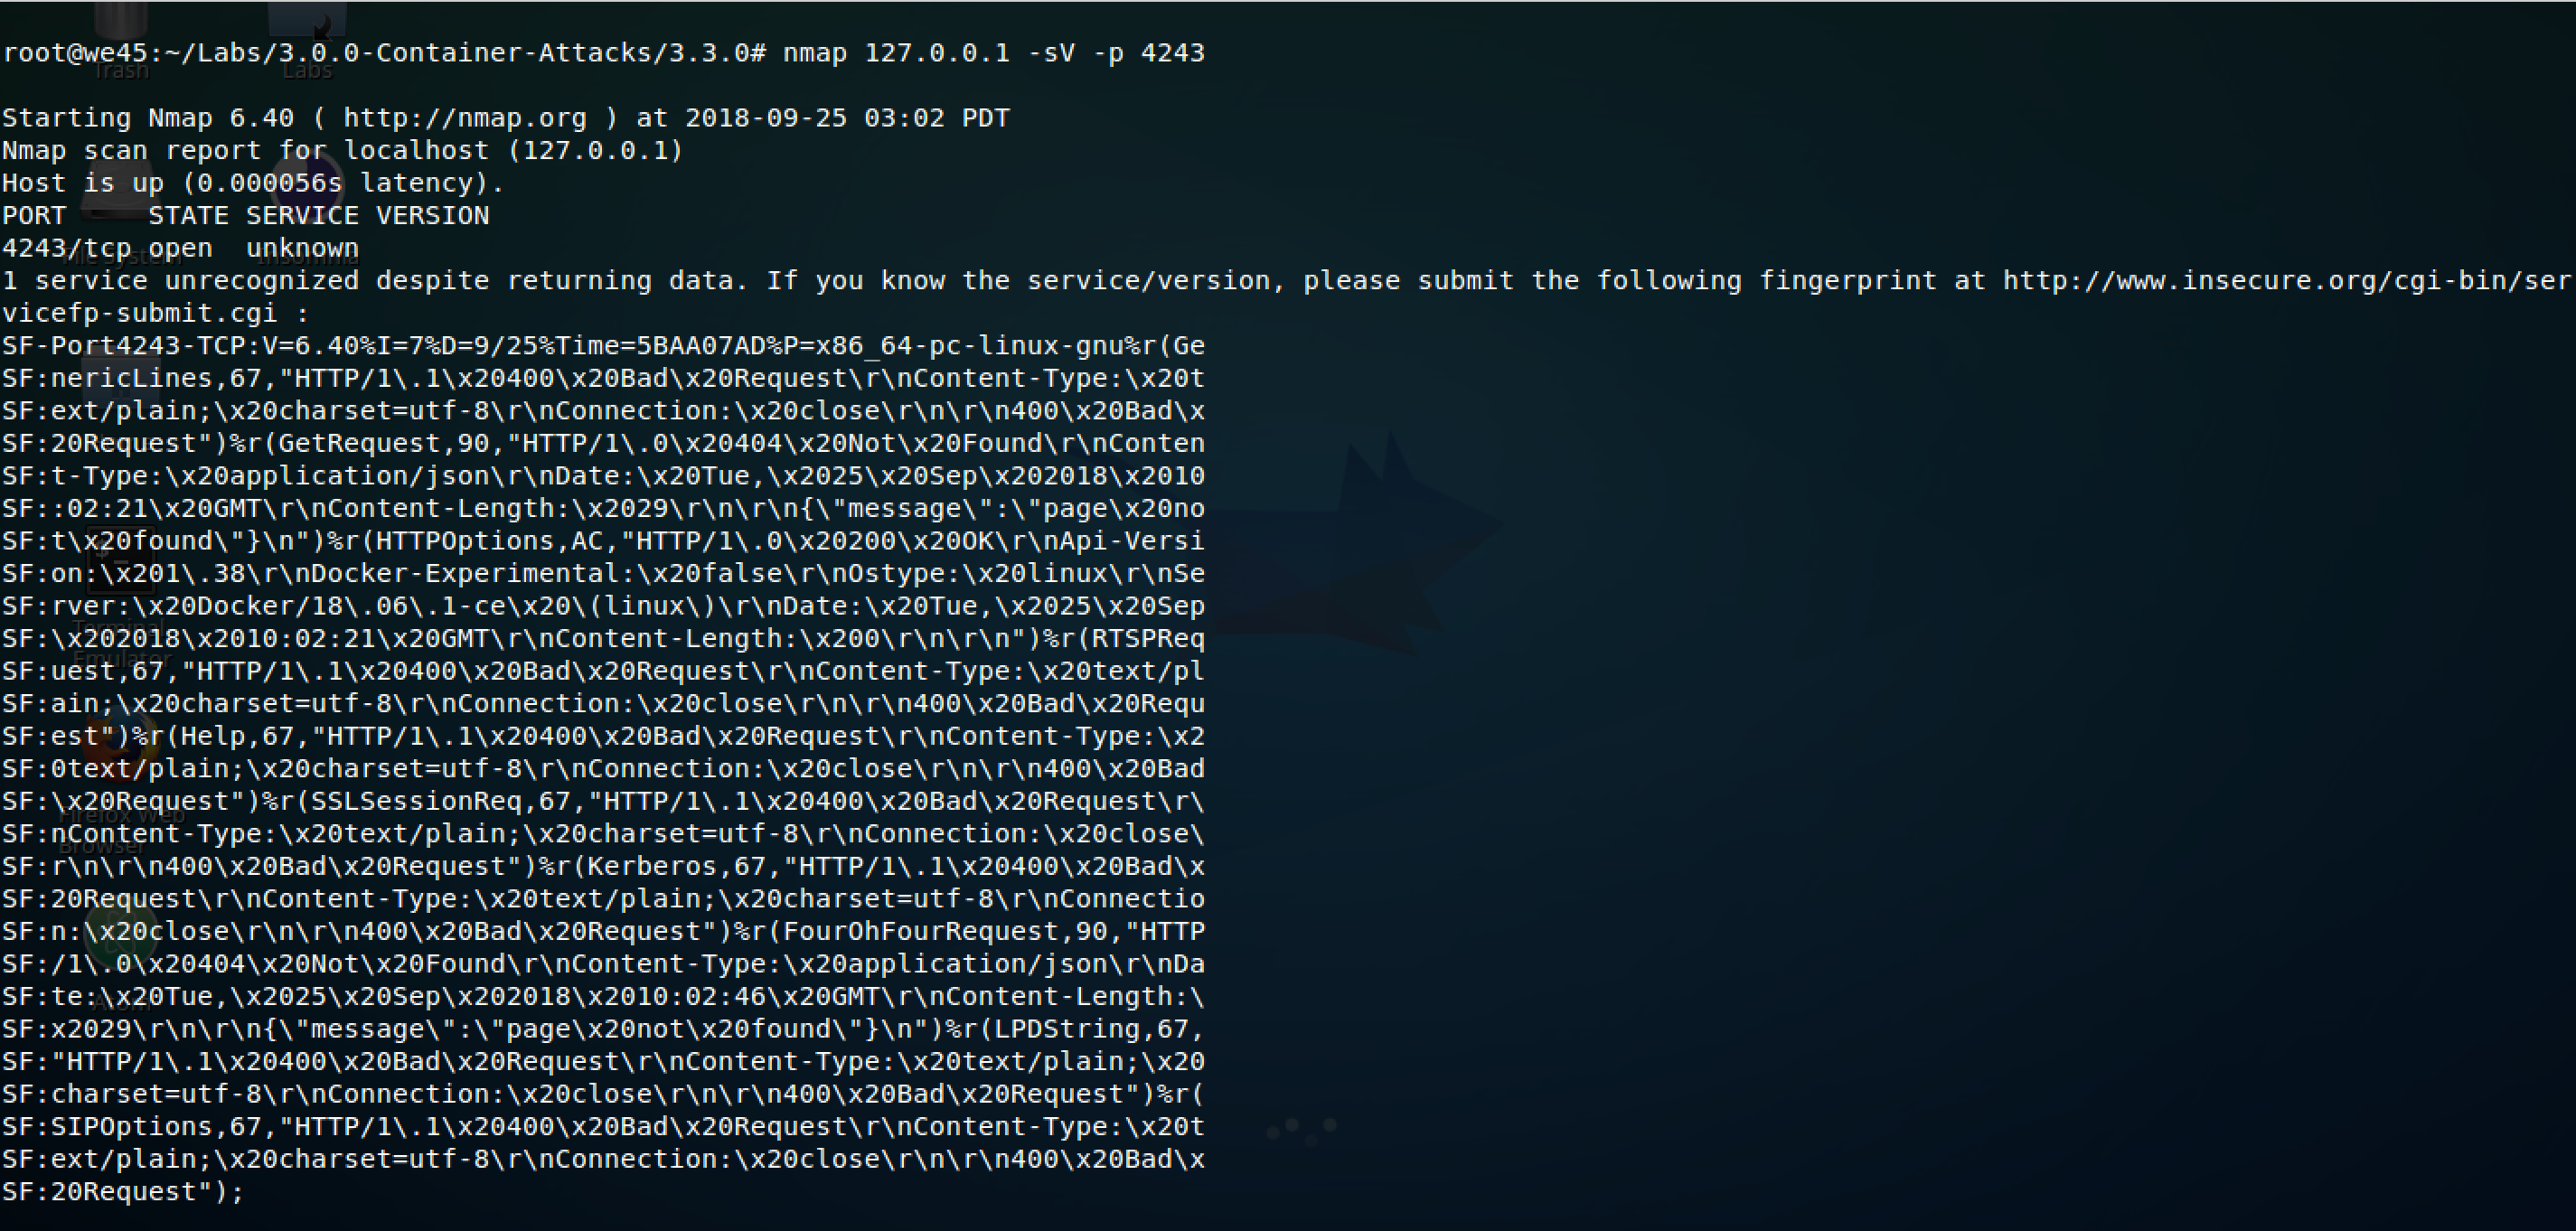 root@we45:~/Labs/3.0.0-Container-Attacks/3.3.0# nmap 127.0.0.1 -sV -p 4243
Trash
Labs
Starting Nmap 6.40 ( http://nmap.org ) at 2018-09-25 03:02 PDT
Nmap scan report for localhost (127.0.0.1)
Host is up (0.000056s latency).
PORT     STATE SERVICE VERSION
4243/tcp open  unknown
File System
Insomnia
1 service unrecognized despite returning data. If you know the service/version, please submit the following fingerprint at http://www.insecure.org/cgi-bin/ser
vicefp-submit.cgi :
SF-Port4243-TCP:V=6.40%I=7%D=9/25%Time=5BAA07AD%P=x86_64-pc-linux-gnu%r(Ge
SF:nericLines,67,"HTTP/1\.1\x20400\x20Bad\x20Request\r\nContent-Type:\x20t
SF:ext/plain;\x20charset=utf-8\r\nConnection:\x20close\r\n\r\n400\x20Bad\x
SF:20Request")%r(GetRequest,90,"HTTP/1\.0\x20404\x20Not\x20Found\r\nConten
SF:t-Type:\x20application/json\r\nDate:\x20Tue,\x2025\x20Sep\x202018\x2010
SF::02:21\x20GMT\r\nContent-Length:\x2029\r\n\r\n{\"message\":\"page\x20no
SF:t\x20found\"}\n")%r(HTTPOptions,AC,"HTTP/1\.0\x20200\x20OK\r\nApi-Versi
SF:on:\x201\.38\r\nDocker-Experimental:\x20false\r\nOstype:\x20linux\r\nSe
SF:rver:\x20Docker/18\.06\.1-ce\x20\(linux\)\r\nDate:\x20Tue,\x2025\x20Sep
SF:\x202018\x2010:02:21\x20GMT\r\nContent-Length:\x200\r\n\r\n")%r(RTSPReq
Terminal
Emulator
SF:uest,67,"HTTP/1\.1\x20400\x20Bad\x20Request\r\nContent-Type:\x20text/pl
SF:ain;\x20charset=utf-8\r\nConnection:\x20close\r\n\r\n400\x20Bad\x20Requ
SF:est")%r(Help,67,"HTTP/1\.1\x20400\x20Bad\x20Request\r\nContent-Type:\x2
SF:0text/plain;\x20charset=utf-8\r\nConnection:\x20close\r\n\r\n400\x20Bad
SF:\x20Request")%r(SSLSessionReq,67,"HTTP/1\.1\x20400\x20Bad\x20Request\r\
Firefox Web
Browser
SF:nContent-Type:\x20text/plain;\x20charset=utf-8\r\nConnection:\x20close\
SF:r\n\r\n400\x20Bad\x20Request")%r(Kerberos,67,"HTTP/1\.1\x20400\x20Bad\x
SF:20Request\r\nContent-Type:\x20text/plain;\x20charset=utf-8\r\nConnectio
SF:n:\x20close\r\n\r\n400\x20Bad\x20Request")%r(FourOhFourRequest,90,"HTTP
SF:/1\.0\x20404\x20Not\x20Found\r\nContent-Type:\x20application/json\r\nDa
SF:te:\x20Tue,\x2025\x20Sep\x202018\x2010:02:46\x20GMT\r\nContent-Length:\
Atom
SF:x2029\r\n\r\n{\"message\":\"page\x20not\x20found\"}\n")%r(LPDString,67,
SF:"HTTP/1\.1\x20400\x20Bad\x20Request\r\nContent-Type:\x20text/plain;\x20
SF:charset=utf-8\r\nConnection:\x20close\r\n\r\n400\x20Bad\x20Request")%r(
SF:SIPOptions,67,"HTTP/1\.1\x20400\x20Bad\x20Request\r\nContent-Type:\x20t
SF:ext/plain;\x20charset=utf-8\r\nConnection:\x20close\r\n\r\n400\x20Bad\x
SF:20Request");